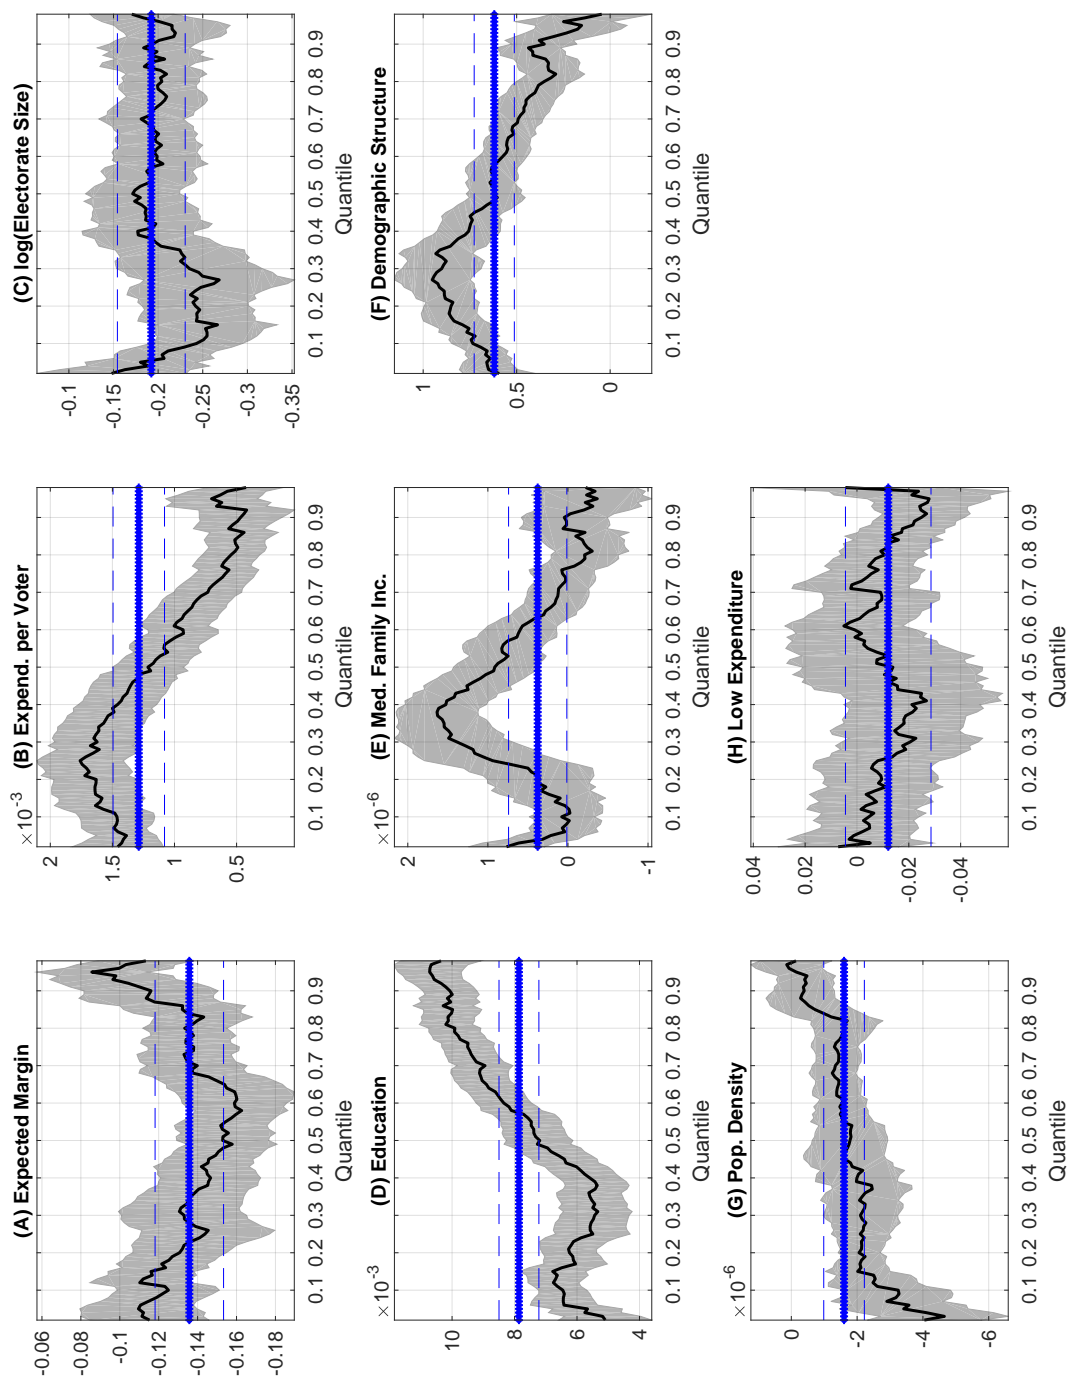 (A) Expected Margin
-0.06
-0.08
-0.1
-0.12
-0.14
-0.16
-0.18
0.1 0.2 0.3 0.4 0.5 0.6 0.7 0.8 0.9
Quantile
×10⁻³
(B) Expend. per Voter
2
1.5
1
0.5
0.1 0.2 0.3 0.4 0.5 0.6 0.7 0.8 0.9
Quantile
(C) log(Electorate Size)
-0.1
-0.15
-0.2
-0.25
-0.3
-0.35
0.1 0.2 0.3 0.4 0.5 0.6 0.7 0.8 0.9
Quantile
×10⁻³
(D) Education
10
8
6
4
0.1 0.2 0.3 0.4 0.5 0.6 0.7 0.8 0.9
Quantile
×10⁻⁶
(E) Med. Family Inc.
2
1
0
-1
0.1 0.2 0.3 0.4 0.5 0.6 0.7 0.8 0.9
Quantile
(F) Demographic Structure
1
0.5
0
0.1 0.2 0.3 0.4 0.5 0.6 0.7 0.8 0.9
Quantile
×10⁻⁶
(G) Pop. Density
0
-2
-4
-6
0.1 0.2 0.3 0.4 0.5 0.6 0.7 0.8 0.9
Quantile
(H) Low Expenditure
0.04
0.02
0
-0.02
-0.04
0.1 0.2 0.3 0.4 0.5 0.6 0.7 0.8 0.9
Quantile